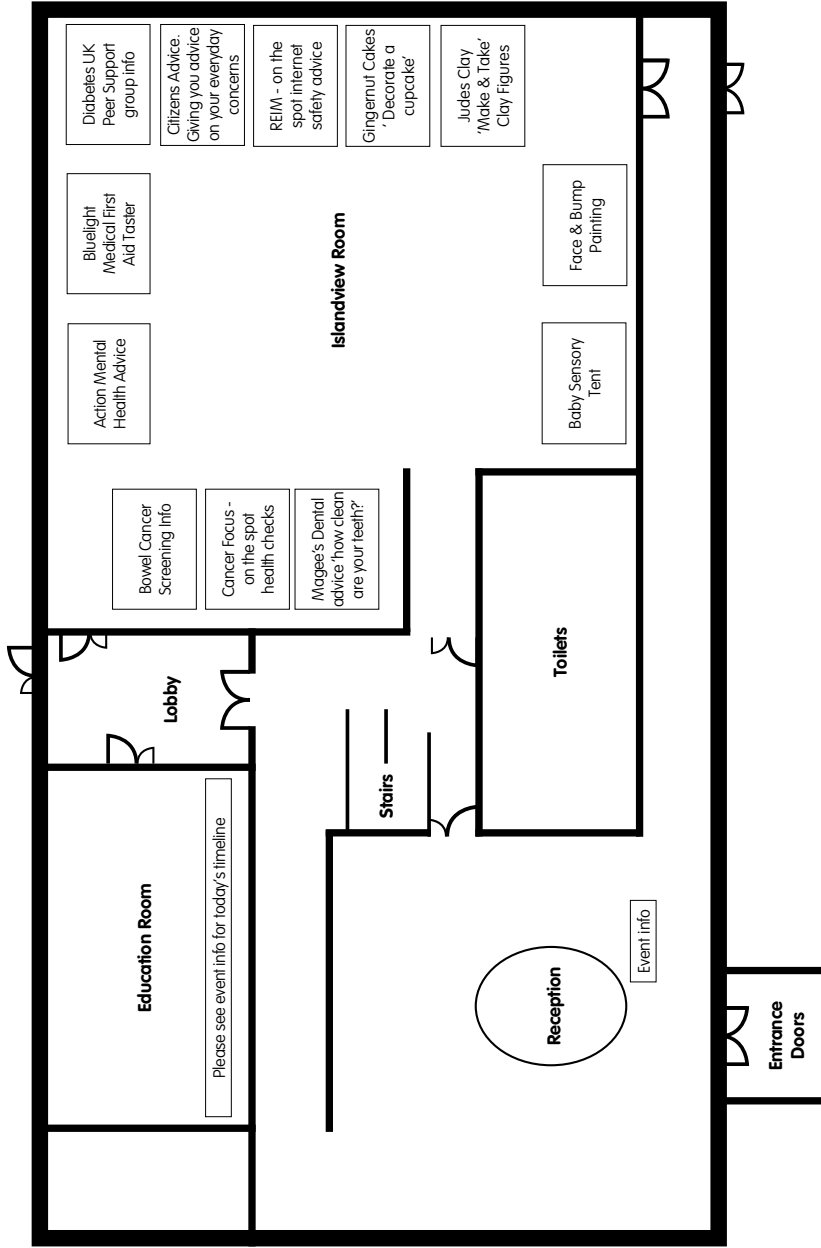 Education Room
Please see event info for today's timeline
Lobby
Bowel Cancer
Screening Info
Cancer Focus -
on the spot
health checks
Magee's Dental
advice 'how clean
are your teeth?'
Action Mental
Health Advice
Bluelight
Medical First
Aid Taster
Diabetes UK
Peer Support
group info
Citizens Advice.
Giving you advice
on your everyday
concerns
REIM - on the
spot internet
safety advice
Gingernut Cakes
' Decorate a
cupcake'
Judes Clay
'Make & Take'
Clay Figures
Islandview Room
Stairs
Reception
Event info
Toilets
Baby Sensory
Tent
Face & Bump
Painting
Entrance
Doors